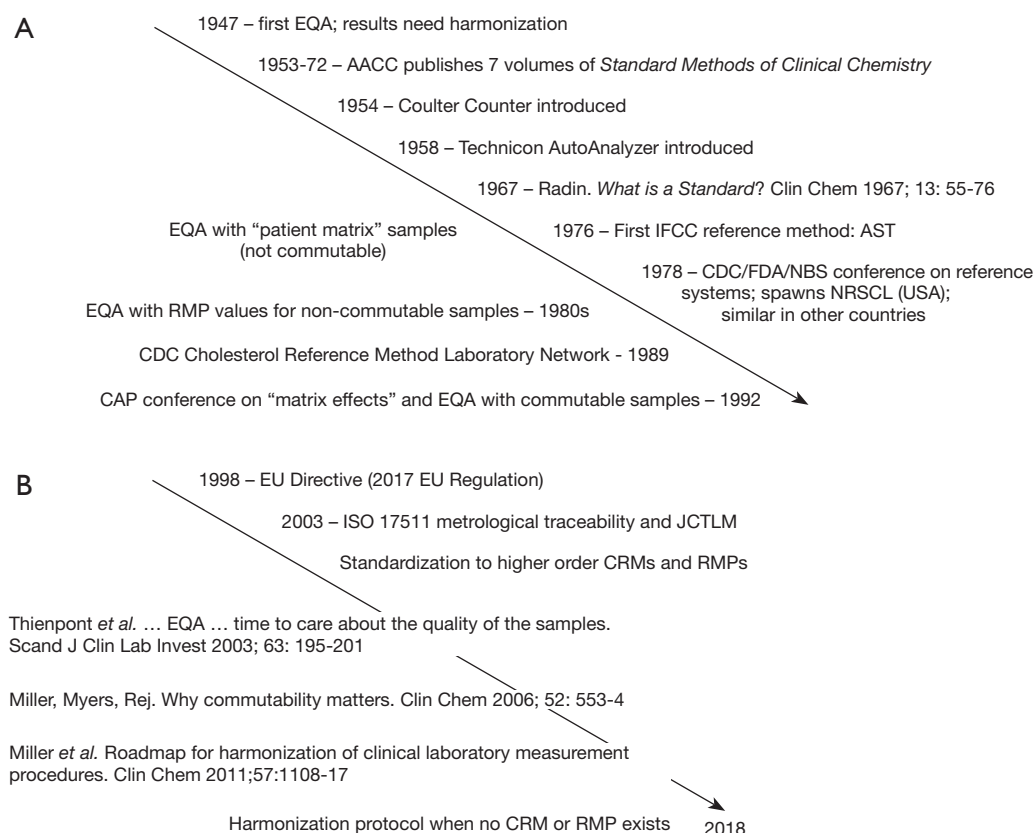 A
1947 – first EQA; results need harmonization
1953-72 – AACC publishes 7 volumes of Standard Methods of Clinical Chemistry
1954 – Coulter Counter introduced
1958 – Technicon AutoAnalyzer introduced
1967 – Radin. What is a Standard? Clin Chem 1967; 13: 55-76
EQA with “patient matrix” samples
(not commutable)
1976 – First IFCC reference method: AST
1978 – CDC/FDA/NBS conference on reference
systems; spawns NRSCL (USA);
similar in other countries
EQA with RMP values for non-commutable samples – 1980s
CDC Cholesterol Reference Method Laboratory Network - 1989
CAP conference on “matrix effects” and EQA with commutable samples – 1992
B
1998 – EU Directive (2017 EU Regulation)
2003 – ISO 17511 metrological traceability and JCTLM
Standardization to higher order CRMs and RMPs
Thienpont et al. … EQA … time to care about the quality of the samples.
Scand J Clin Lab Invest 2003; 63: 195-201
Miller, Myers, Rej. Why commutability matters. Clin Chem 2006; 52: 553-4
Miller et al. Roadmap for harmonization of clinical laboratory measurement
procedures. Clin Chem 2011;57:1108-17
Harmonization protocol when no CRM or RMP exists
2018